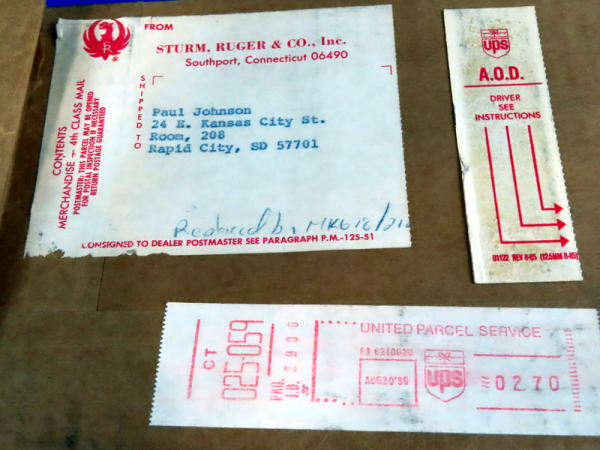 FROM
STURM, RUGER & CO., Inc.
Southport, Connecticut 06490
SHIPPED TO
Paul Johnson
24 E. Kansas City St.
Room, 208
Rapid City, SD 57701
CONTENTS
MERCHANDISE - 4th CLASS MAIL
POSTMASTER: THIS PARCEL MAY BE OPENED
FOR POSTAL INSPECTION IF NECESSARY
RETURN POSTAGE GUARANTEED
CONSIGNED TO DEALER POSTMASTER SEE PARAGRAPH P.M.-125-51
ups
A.O.D.
DRIVER
SEE
INSTRUCTIONS
UNITED PARCEL SERVICE
CT
025-059
PKG.
I.D. 2930
AUG20'86
ups
02.70